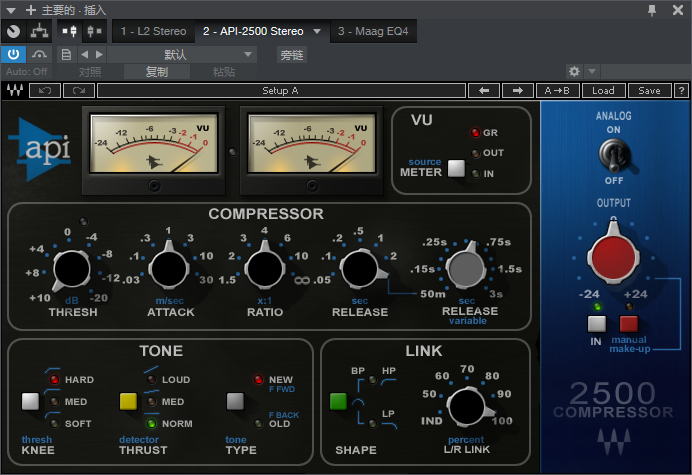 主要的 · 插入
1 - L2 Stereo
2 - API-2500 Stereo
3 - Maag EQ4
默认
旁链
Auto: Off
对照
复制
粘贴
Setup A
A→B
Load
Save
?
api
-24 -12 -6 -3 -2 -1 0
VU
-24 -12 -6 -3 -2 -1 0
VU
VU
source
METER
GR
OUT
IN
ANALOG
ON
OFF
OUTPUT
0
-24 +24
IN
manual
make-up
2500
COMPRESSOR
COMPRESSOR
+10 +8 +4 0 -4 -8 -12 -20
dB
THRESH
.03 .1 .3 1 3 10 30
m/sec
ATTACK
1.5 2 3 4 6 10 ∞
x:1
RATIO
.05 .1 .2 .5 1 2
sec
RELEASE
50m .15s .25s .5s .75s 1.5s 3s
sec
RELEASE
variable
TONE
HARD
MED
SOFT
thresh
KNEE
LOUD
MED
NORM
detector
THRUST
NEW
F FWD
F BACK
OLD
tone
TYPE
LINK
BP
HP
LP
SHAPE
IND 50 60 70 80 90 100
percent
L/R LINK